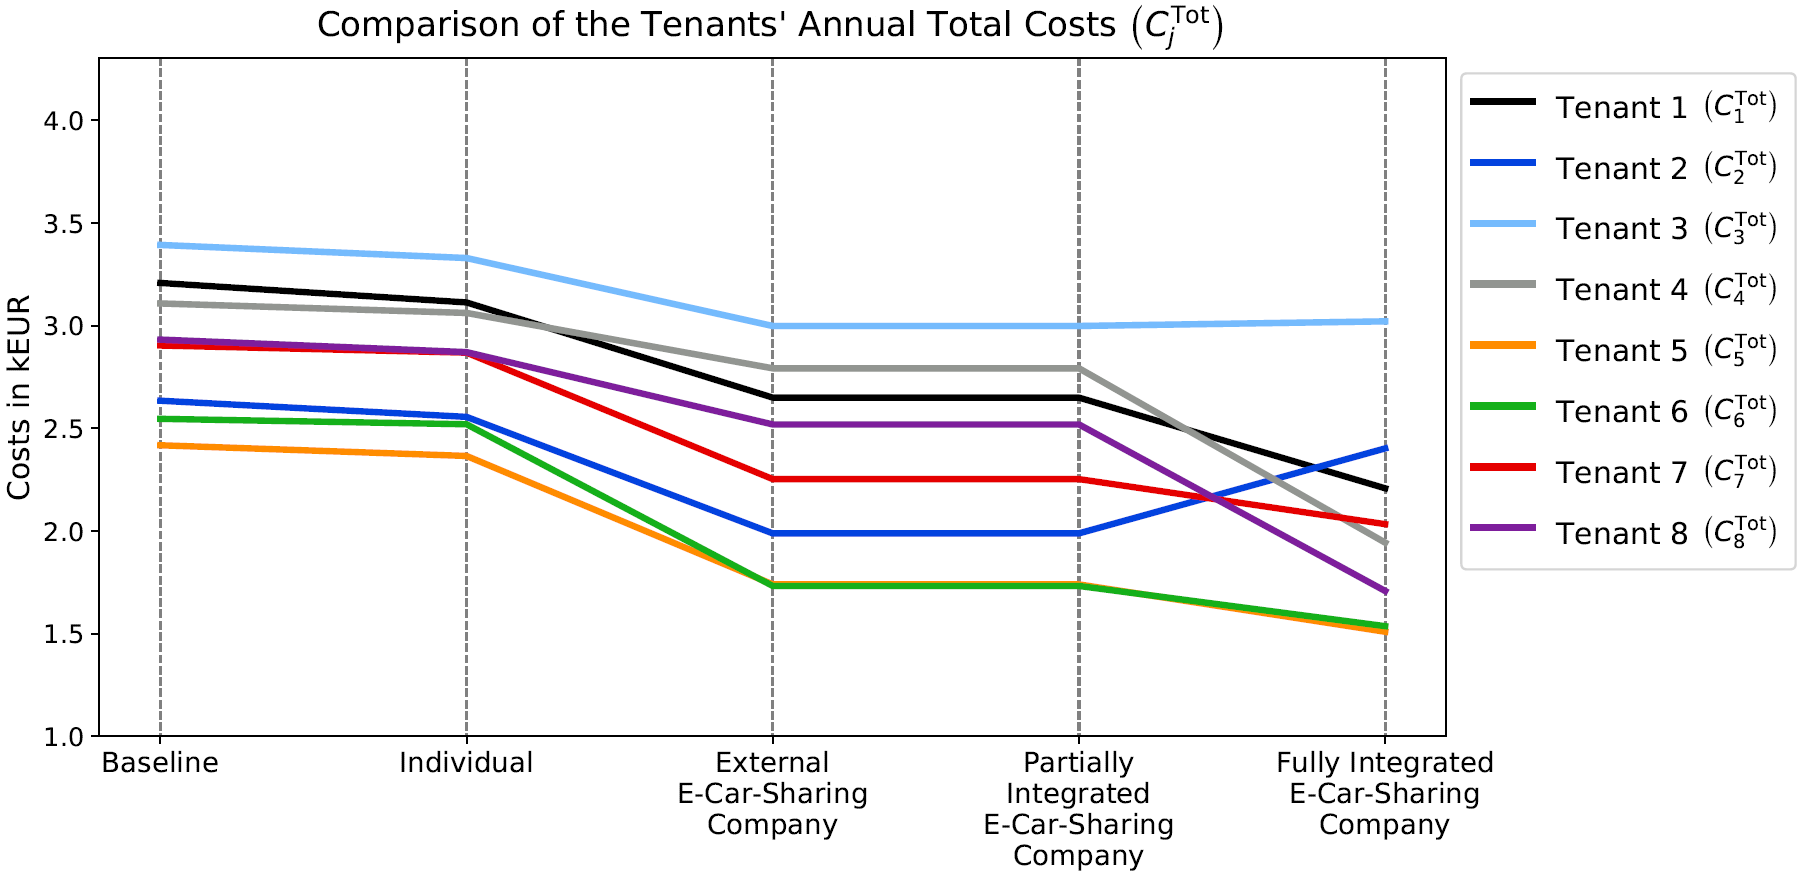 Comparison of the Tenants' Annual Total Costs (C_j^Tot)
Costs in kEUR
4.0
3.5
3.0
2.5
2.0
1.5
1.0
Baseline
Individual
External
E-Car-Sharing
Company
Partially
Integrated
E-Car-Sharing
Company
Fully Integrated
E-Car-Sharing
Company
Tenant 1 (C_1^Tot)
Tenant 2 (C_2^Tot)
Tenant 3 (C_3^Tot)
Tenant 4 (C_4^Tot)
Tenant 5 (C_5^Tot)
Tenant 6 (C_6^Tot)
Tenant 7 (C_7^Tot)
Tenant 8 (C_8^Tot)